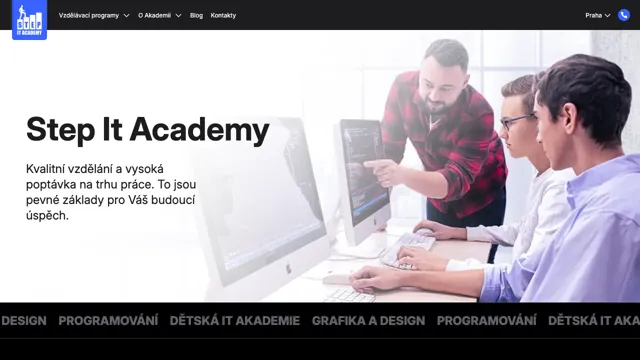 STEP
IT ACADEMY
Vzdělávací programy
O Akademii
Blog
Kontakty
Praha
Step It Academy
Kvalitní vzdělání a vysoká
poptávka na trhu práce. To jsou
pevné základy pro Váš budoucí
úspěch.
DESIGN PROGRAMOVÁNÍ DĚTSKÁ IT AKADEMIE GRAFIKA A DESIGN PROGRAMOVÁNÍ DĚTSKÁ IT AKA